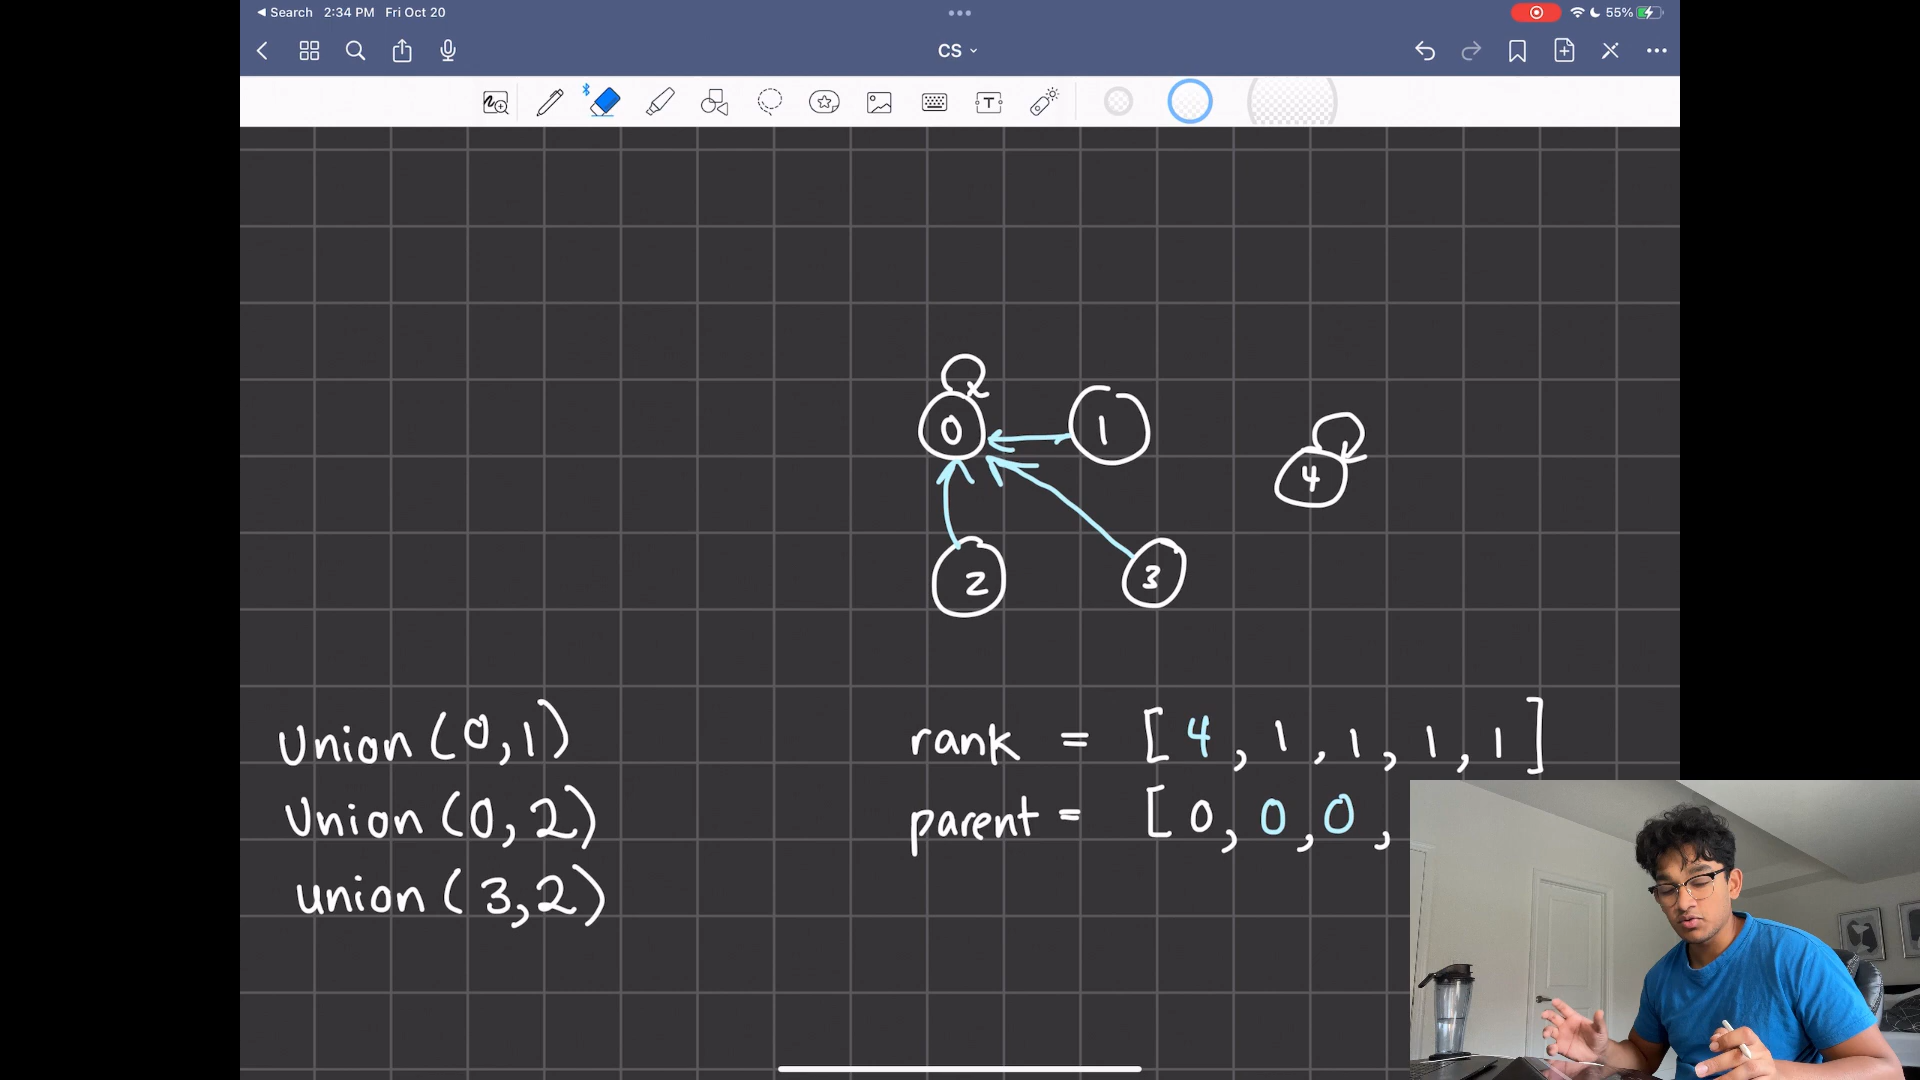 Search 2:34 PM Fri Oct 20
55%
CS
T
0
1
4
2
3
Union (0,1)
Union (0,2)
union (3,2)
rank = [4, 1, 1, 1, 1]
parent = [0, 0, 0,